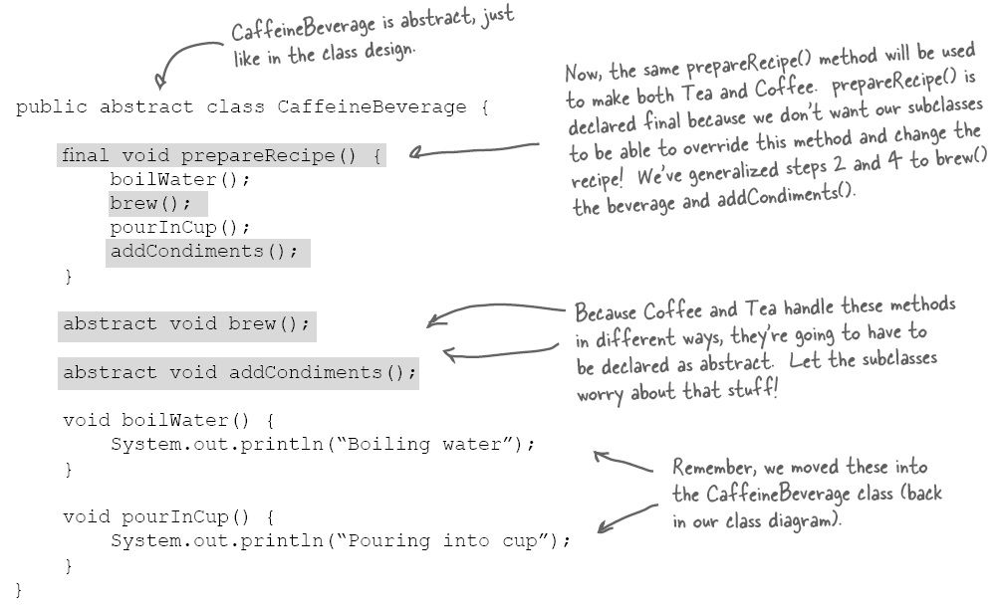 CaffeineBeverage is abstract, just
like in the class design.
public abstract class CaffeineBeverage {
Now, the same prepareRecipe() method will be used
to make both Tea and Coffee. prepareRecipe() is
declared final because we don't want our subclasses
to be able to override this method and change the
recipe! We've generalized steps 2 and 4 to brew()
the beverage and addCondiments().
final void prepareRecipe() {
boilWater();
brew();
pourInCup();
addCondiments();
}
abstract void brew();
abstract void addCondiments();
Because Coffee and Tea handle these methods
in different ways, they're going to have to
be declared as abstract. Let the subclasses
worry about that stuff!
void boilWater() {
System.out.println(“Boiling water”);
}
Remember, we moved these into
the CaffeineBeverage class (back
in our class diagram).
void pourInCup() {
System.out.println(“Pouring into cup”);
}
}